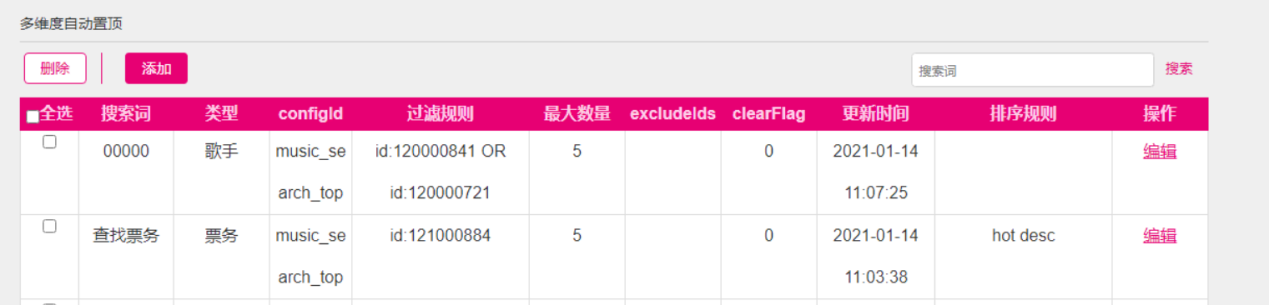 多维度自动置顶
删除 添加 搜索词 搜索
全选 搜索词 类型 configId 过滤规则 最大数量 excludeIds clearFlag 更新时间 排序规则 操作
00000 歌手 music_se id:120000841 OR 5 0 2021-01-14 编辑
arch_top id:120000721 11:07:25
查找票务 票务 music_se id:121000884 5 0 2021-01-14 hot desc 编辑
arch_top 11:03:38